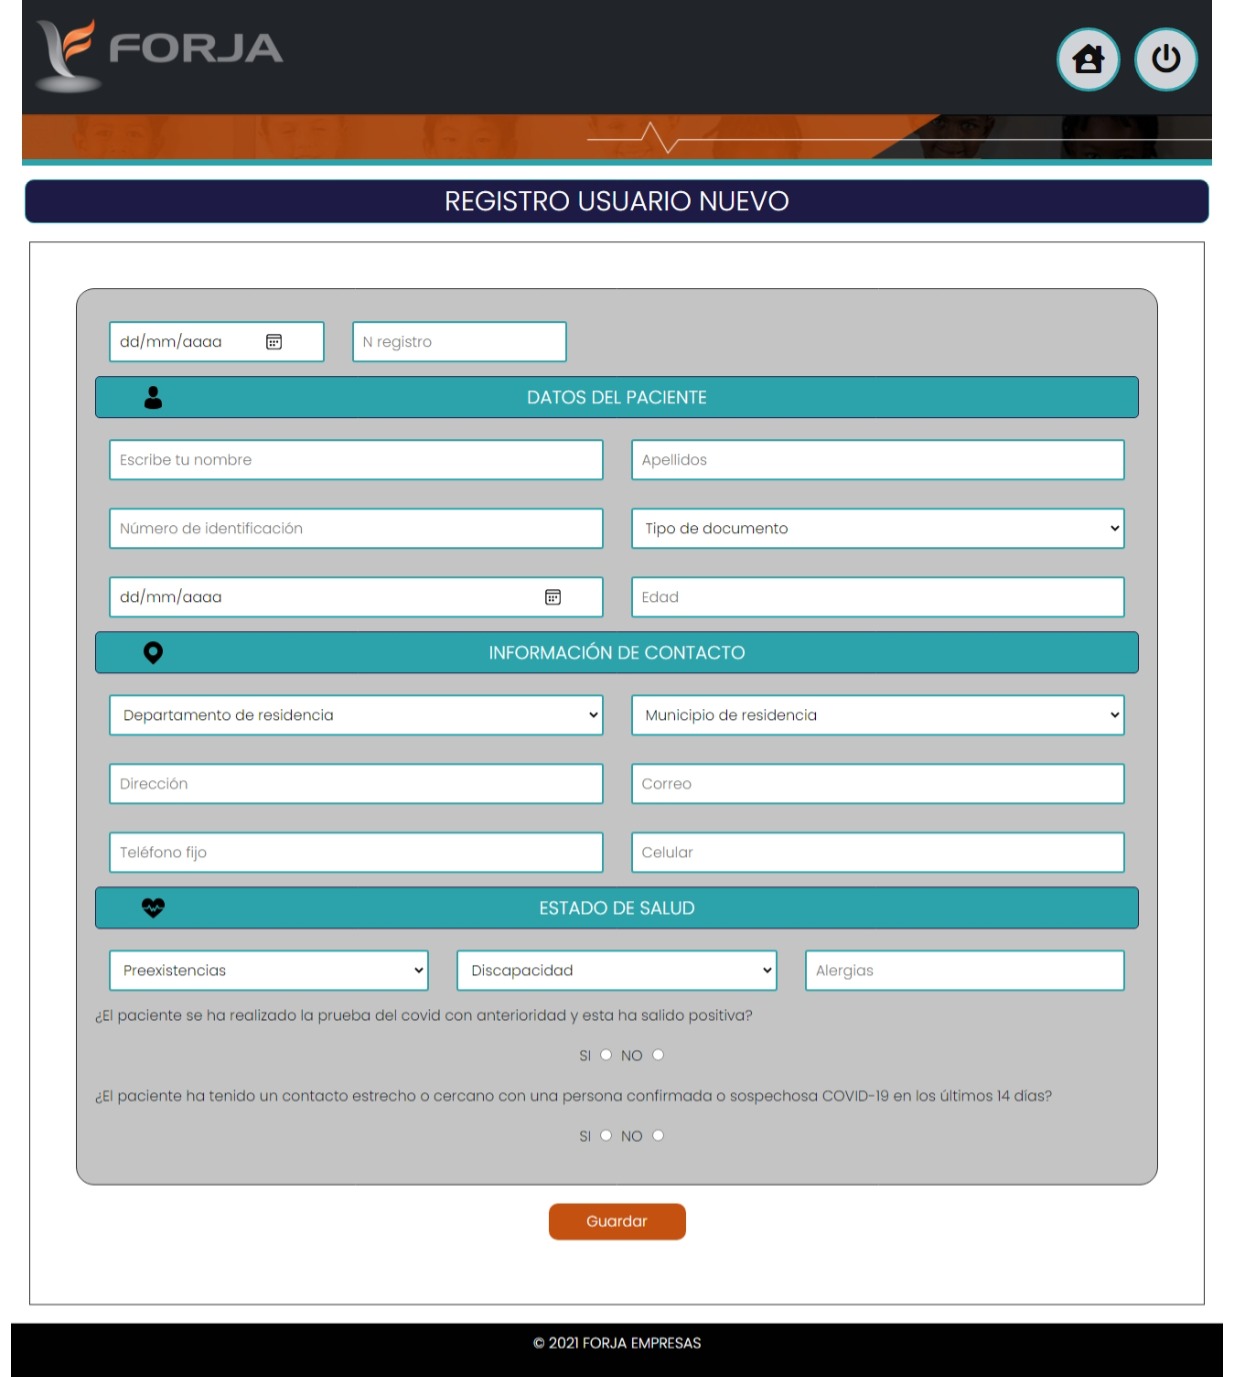 FORJA
REGISTRO USUARIO NUEVO
dd/mm/aaaa N registro
DATOS DEL PACIENTE
Escribe tu nombre Apellidos
Número de identificación Tipo de documento
dd/mm/aaaa Edad
INFORMACIÓN DE CONTACTO
Departamento de residencia Municipio de residencia
Dirección Correo
Teléfono fijo Celular
ESTADO DE SALUD
Preexistencias Discapacidad Alergias
¿El paciente se ha realizado la prueba del covid con anterioridad y esta ha salido positiva?
SI NO
¿El paciente ha tenido un contacto estrecho o cercano con una persona confirmada o sospechosa COVID-19 en los últimos 14 días?
SI NO
Guardar
© 2021 FORJA EMPRESAS